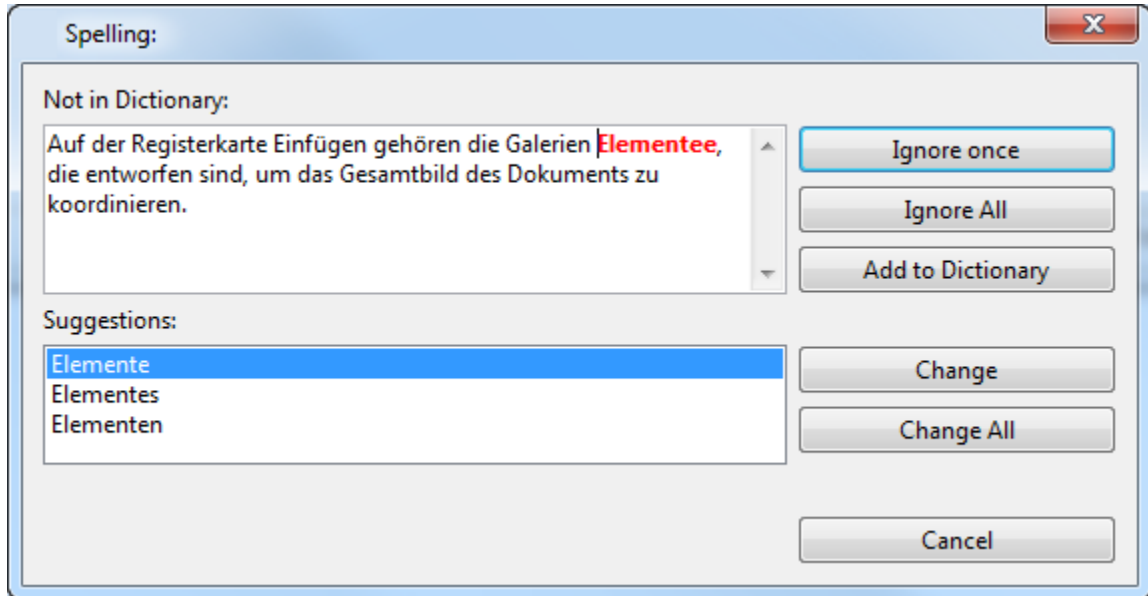 Spelling:
Not in Dictionary:
Auf der Registerkarte Einfügen gehören die Galerien Elementee,
die entworfen sind, um das Gesamtbild des Dokuments zu
koordinieren.
Ignore once
Ignore All
Add to Dictionary
Suggestions:
Elemente
Elementes
Elementen
Change
Change All
Cancel